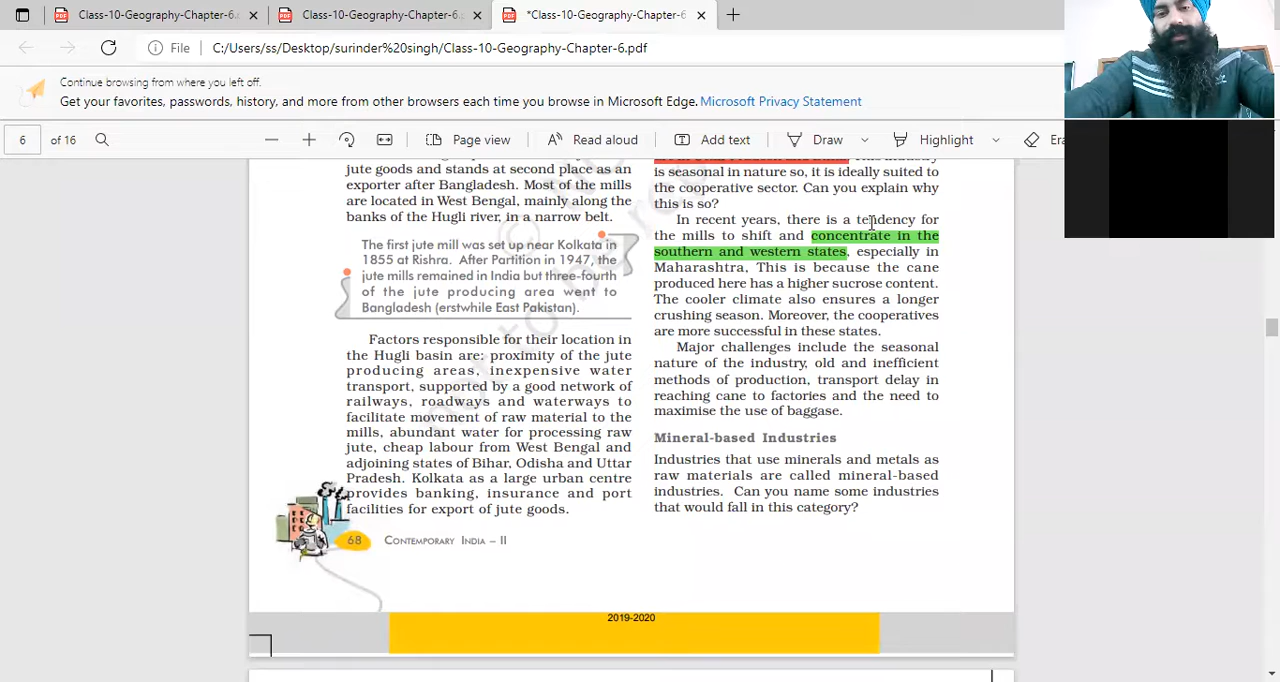 Class-10-Geography-Chapter-6.
Class-10-Geography-Chapter-6.
*Class-10-Geography-Chapter-6
File
C:/Users/ss/Desktop/surinder%20singh/Class-10-Geography-Chapter-6.pdf
Continue browsing from where you left off.
Get your favorites, passwords, history, and more from other browsers each time you browse in Microsoft Edge. Microsoft Privacy Statement
6 of 16
Page view
Read aloud
Add text
Draw
Highlight
Era
jute goods and stands at second place as an
exporter after Bangladesh. Most of the mills
are located in West Bengal, mainly along the
banks of the Hugli river, in a narrow belt.
The first jute mill was set up near Kolkata in
1855 at Rishra. After Partition in 1947, the
jute mills remained in India but three-fourth
of the jute producing area went to
Bangladesh (erstwhile East Pakistan).
Factors responsible for their location in
the Hugli basin are: proximity of the jute
producing areas, inexpensive water
transport, supported by a good network of
railways, roadways and waterways to
facilitate movement of raw material to the
mills, abundant water for processing raw
jute, cheap labour from West Bengal and
adjoining states of Bihar, Odisha and Uttar
Pradesh. Kolkata as a large urban centre
provides banking, insurance and port
facilities for export of jute goods.
68
Contemporary India – II
is seasonal in nature so, it is ideally suited to
the cooperative sector. Can you explain why
this is so?
In recent years, there is a tendency for
the mills to shift and concentrate in the
southern and western states, especially in
Maharashtra, This is because the cane
produced here has a higher sucrose content.
The cooler climate also ensures a longer
crushing season. Moreover, the cooperatives
are more successful in these states.
Major challenges include the seasonal
nature of the industry, old and inefficient
methods of production, transport delay in
reaching cane to factories and the need to
maximise the use of baggase.
Mineral-based Industries
Industries that use minerals and metals as
raw materials are called mineral-based
industries. Can you name some industries
that would fall in this category?
2019-2020